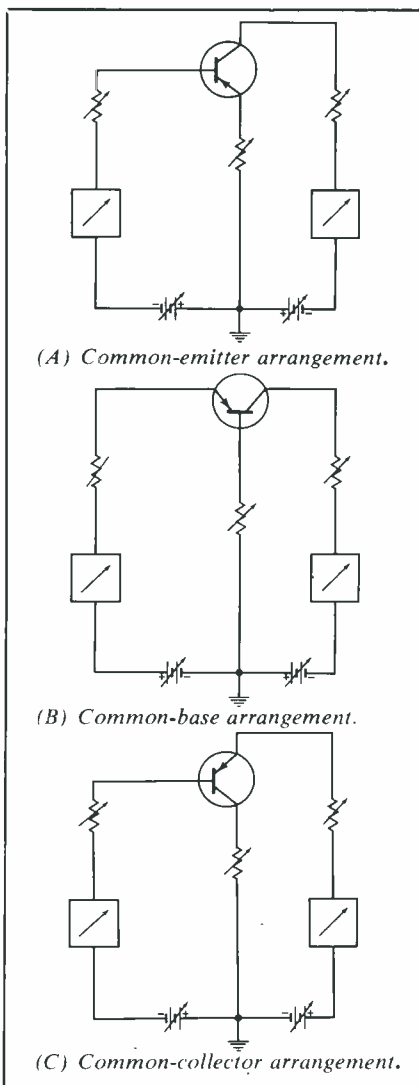 - + + -
(A) Common-emitter arrangement.
+ - + -
(B) Common-base arrangement.
- + - +
(C) Common-collector arrangement.